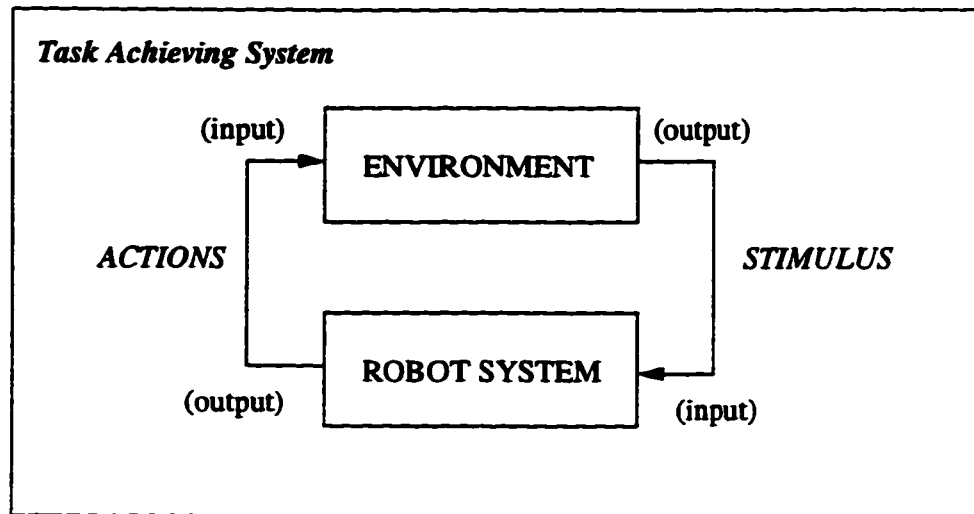 Task Achieving System
(input)
(output)
ENVIRONMENT
ACTIONS
STIMULUS
ROBOT SYSTEM
(output)
(input)